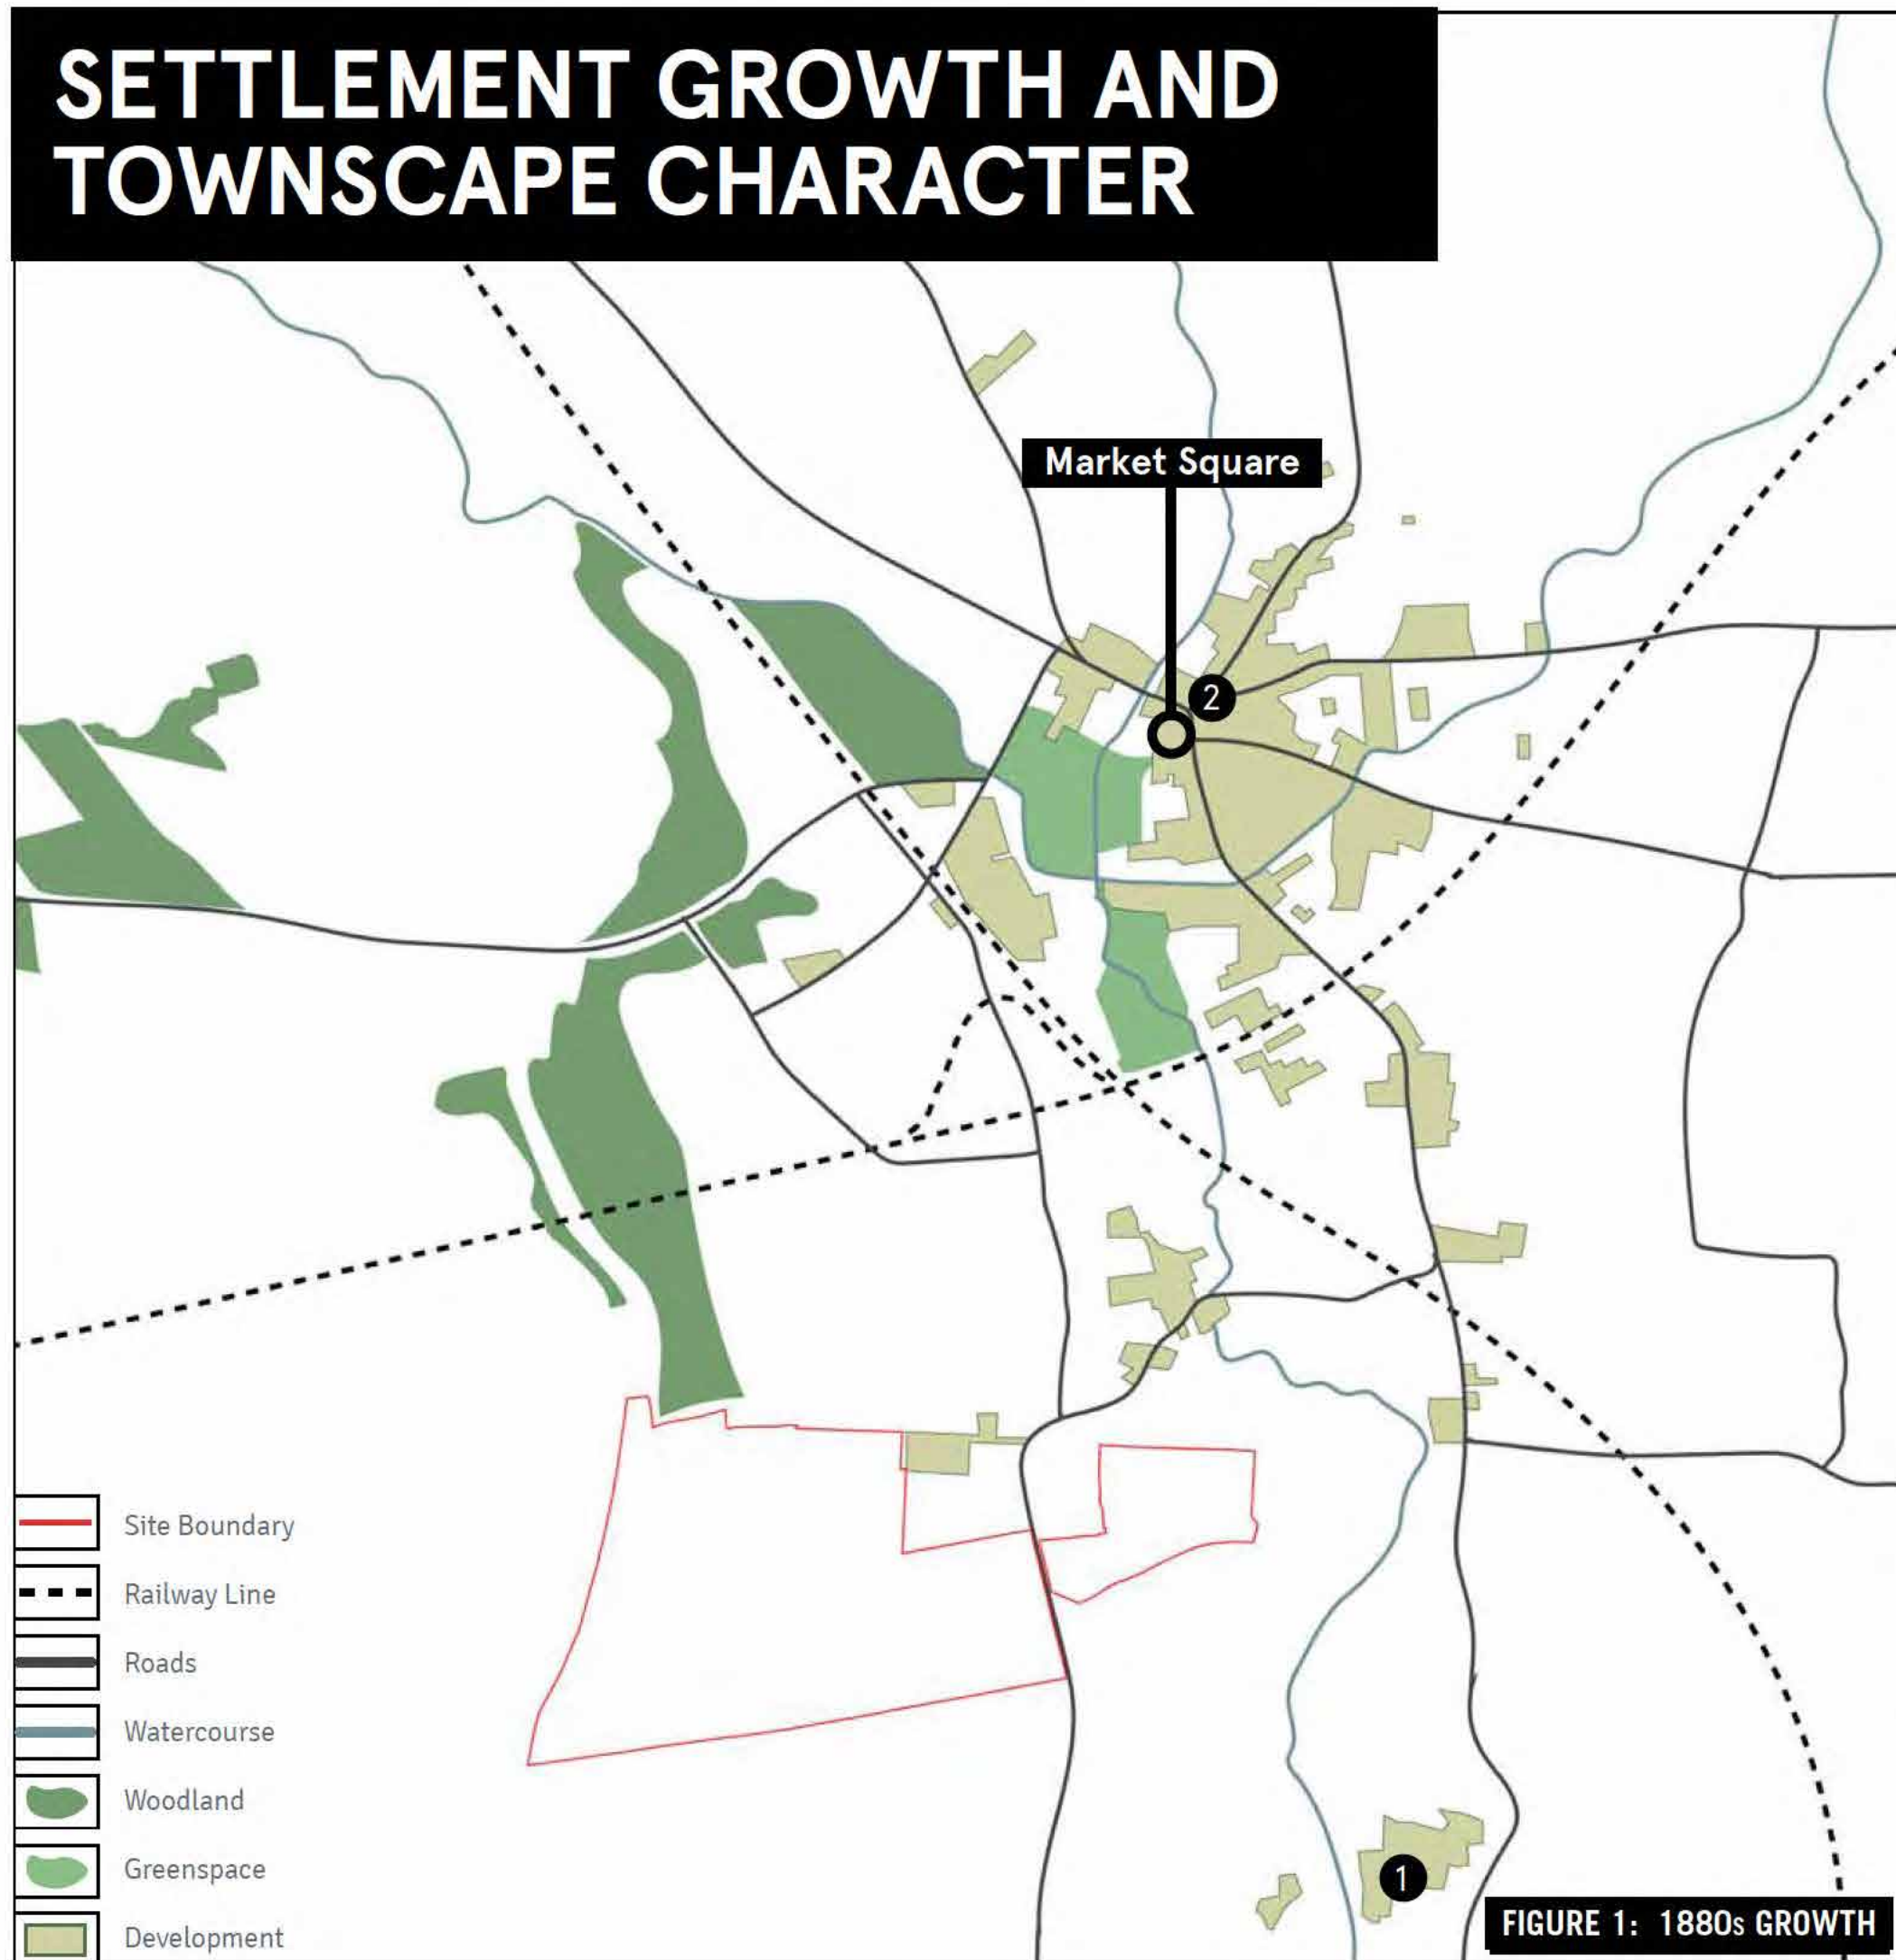 SETTLEMENT GROWTH AND
TOWNSCAPE CHARACTER
Market Square
2
Site Boundary
Railway Line
Roads
Watercourse
Woodland
Greenspace
Development
1
FIGURE 1: 1880s GROWTH